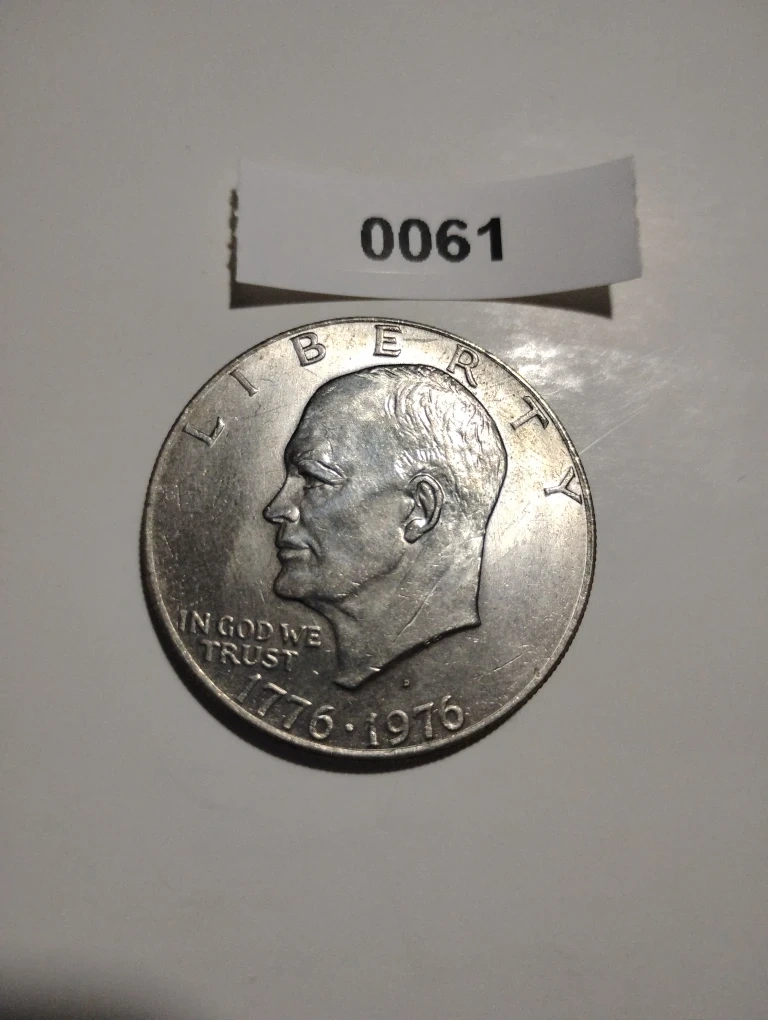 0061
LIBERTY
IN GOD WE
TRUST
D
1776·1976